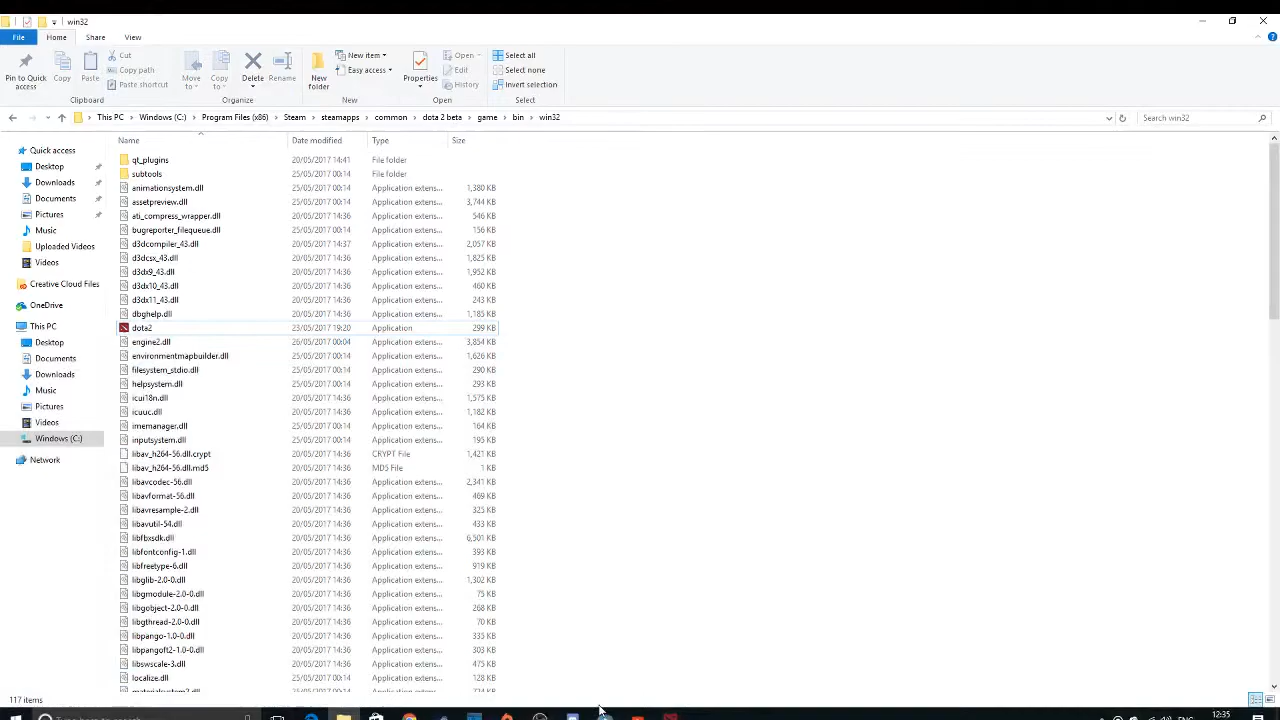 win32
File Home Share View
Pin to Quick access Copy Paste Cut Copy path Paste shortcut Move to Copy to Delete Rename New folder New item Easy access Properties Open Edit History Select all Select none Invert selection
Clipboard Organize New Open Select
This PC Windows (C:) Program Files (x86) Steam steamapps common dota 2 beta game bin win32 Search win32
Name Date modified Type Size
Quick access
Desktop
Downloads
Documents
Pictures
Music
Uploaded Videos
Videos
Creative Cloud Files
OneDrive
This PC
Desktop
Documents
Downloads
Music
Pictures
Videos
Windows (C:)
Network
qt_plugins 20/05/2017 14:41 File folder
subtools 25/05/2017 00:14 File folder
animationsystem.dll 25/05/2017 00:14 Application extens... 1,380 KB
assetpreview.dll 25/05/2017 00:14 Application extens... 3,744 KB
ati_compress_wrapper.dll 20/05/2017 14:36 Application extens... 546 KB
bugreporter_filequeue.dll 25/05/2017 00:14 Application extens... 156 KB
d3dcompiler_43.dll 20/05/2017 14:37 Application extens... 2,057 KB
d3dcsx_43.dll 20/05/2017 14:36 Application extens... 1,825 KB
d3dx9_43.dll 20/05/2017 14:36 Application extens... 1,952 KB
d3dx10_43.dll 20/05/2017 14:36 Application extens... 460 KB
d3dx11_43.dll 20/05/2017 14:36 Application extens... 243 KB
dbghelp.dll 20/05/2017 14:36 Application extens... 1,185 KB
dota2 23/05/2017 19:20 Application 299 KB
engine2.dll 26/05/2017 00:04 Application extens... 3,854 KB
environmentmapbuilder.dll 25/05/2017 00:14 Application extens... 1,626 KB
filesystem_stdio.dll 25/05/2017 00:14 Application extens... 290 KB
helpsystem.dll 25/05/2017 00:14 Application extens... 293 KB
icui18n.dll 20/05/2017 14:36 Application extens... 1,575 KB
icuuc.dll 20/05/2017 14:36 Application extens... 1,182 KB
imemanager.dll 25/05/2017 00:14 Application extens... 164 KB
inputsystem.dll 25/05/2017 00:14 Application extens... 195 KB
libav_h264-56.dll.crypt 20/05/2017 14:36 CRYPT File 1,421 KB
libav_h264-56.dll.md5 20/05/2017 14:36 MD5 File 1 KB
libavcodec-56.dll 20/05/2017 14:36 Application extens... 2,341 KB
libavformat-56.dll 20/05/2017 14:36 Application extens... 469 KB
libavresample-2.dll 20/05/2017 14:36 Application extens... 325 KB
libavutil-54.dll 20/05/2017 14:36 Application extens... 433 KB
libfbxsdk.dll 20/05/2017 14:36 Application extens... 6,501 KB
libfontconfig-1.dll 20/05/2017 14:36 Application extens... 393 KB
libfreetype-6.dll 20/05/2017 14:36 Application extens... 919 KB
libglib-2.0-0.dll 20/05/2017 14:36 Application extens... 1,302 KB
libgmodule-2.0-0.dll 20/05/2017 14:36 Application extens... 75 KB
libgobject-2.0-0.dll 20/05/2017 14:36 Application extens... 268 KB
libgthread-2.0-0.dll 20/05/2017 14:36 Application extens... 70 KB
libpango-1.0-0.dll 20/05/2017 14:36 Application extens... 335 KB
libpangoft2-1.0-0.dll 20/05/2017 14:36 Application extens... 303 KB
libswscale-3.dll 20/05/2017 14:36 Application extens... 475 KB
localize.dll 25/05/2017 00:14 Application extens... 128 KB
117 items
12:35